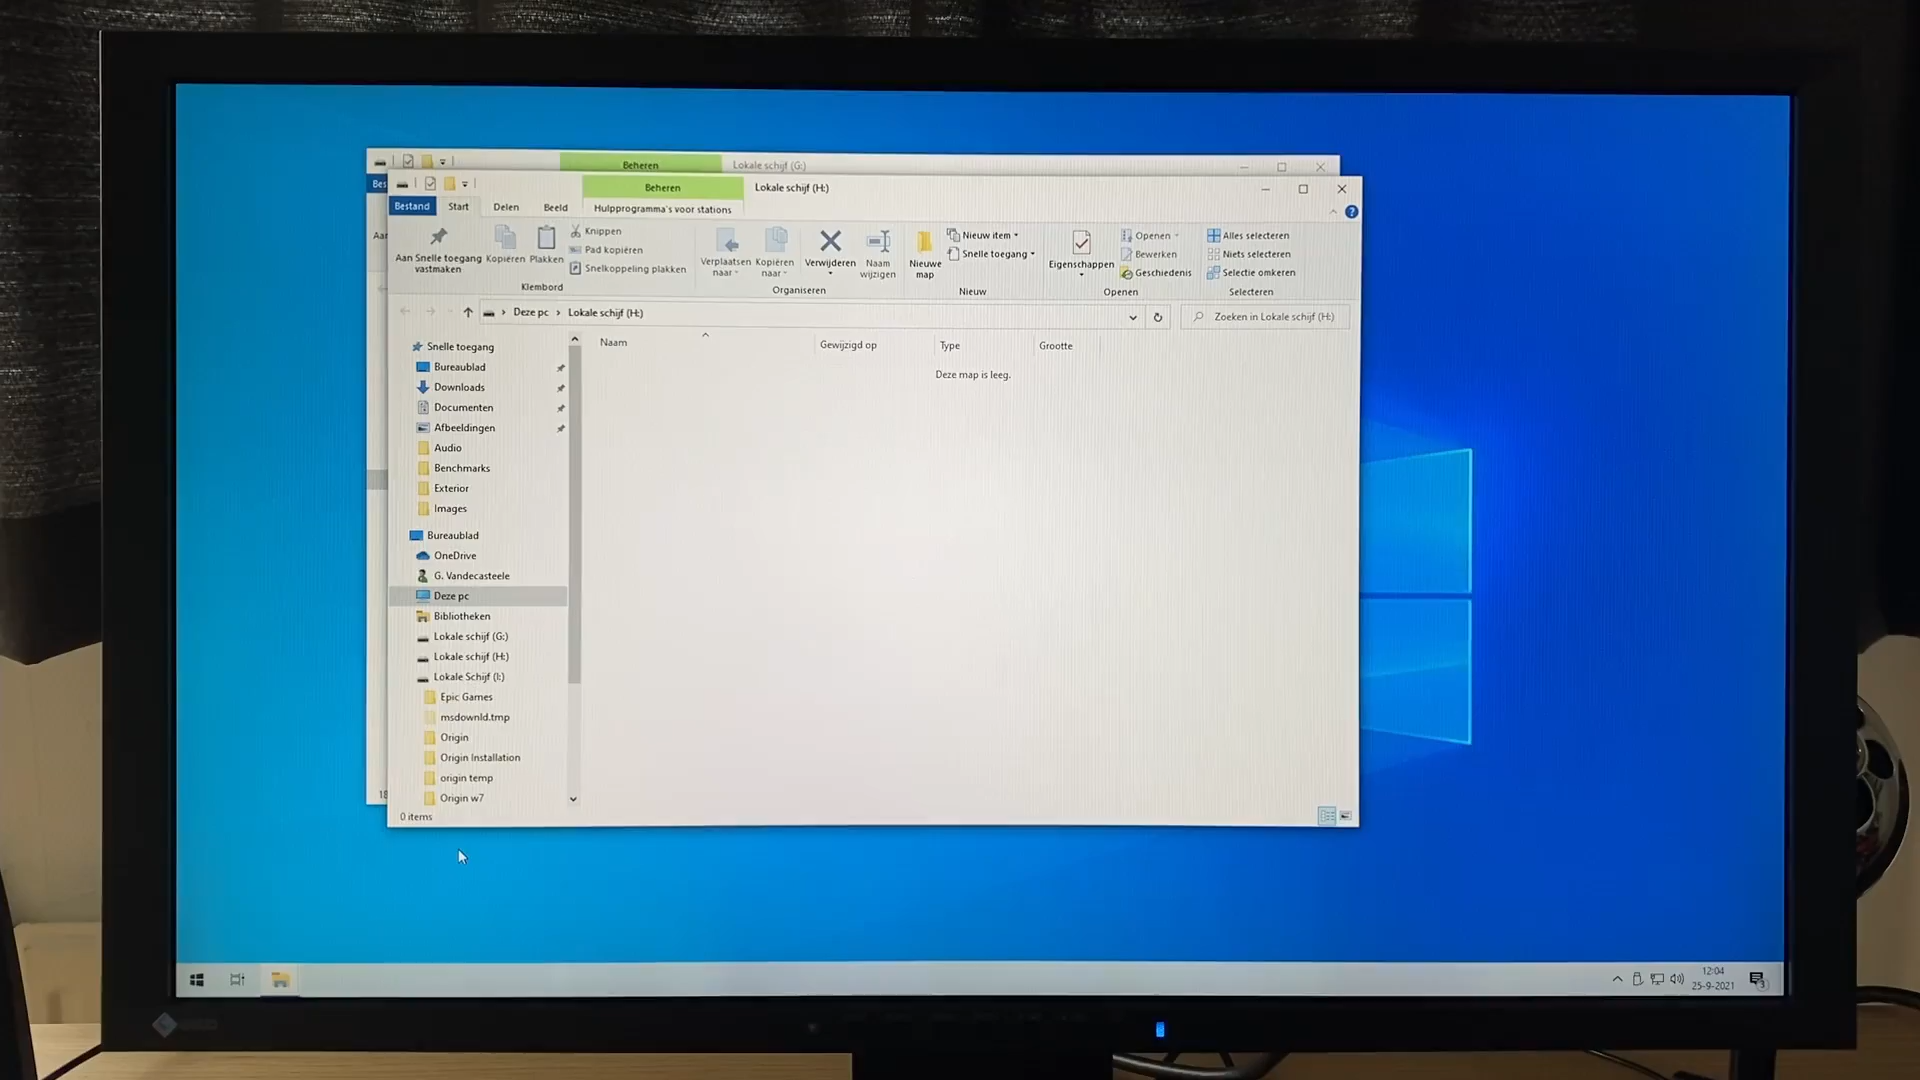 Beheren Lokale schijf (G:)
Bes
Beheren Lokale schijf (H:)
Bestand Start Delen Beeld Hulpprogramma's voor stations
Aan Snelle toegang vastmaken
Kopiëren
Plakken
Knippen
Pad kopiëren
Snelkoppeling plakken
Klembord
Verplaatsen naar
Kopiëren naar
Verwijderen
Naam wijzigen
Organiseren
Nieuwe map
Nieuw item
Snelle toegang
Nieuw
Eigenschappen
Openen
Bewerken
Geschiedenis
Openen
Alles selecteren
Niets selecteren
Selectie omkeren
Selecteren
Deze pc > Lokale schijf (H:)
Zoeken in Lokale schijf (H:)
Naam Gewijzigd op Type Grootte
Deze map is leeg.
Snelle toegang
Bureaublad
Downloads
Documenten
Afbeeldingen
Audio
Benchmarks
Exterior
Images
Bureaublad
OneDrive
G. Vandecasteele
Deze pc
Bibliotheken
Lokale schijf (G:)
Lokale schijf (H:)
Lokale Schijf (I:)
Epic Games
msdownld.tmp
Origin
Origin Installation
origin temp
Origin w7
0 items
12:04
25-9-2021
3